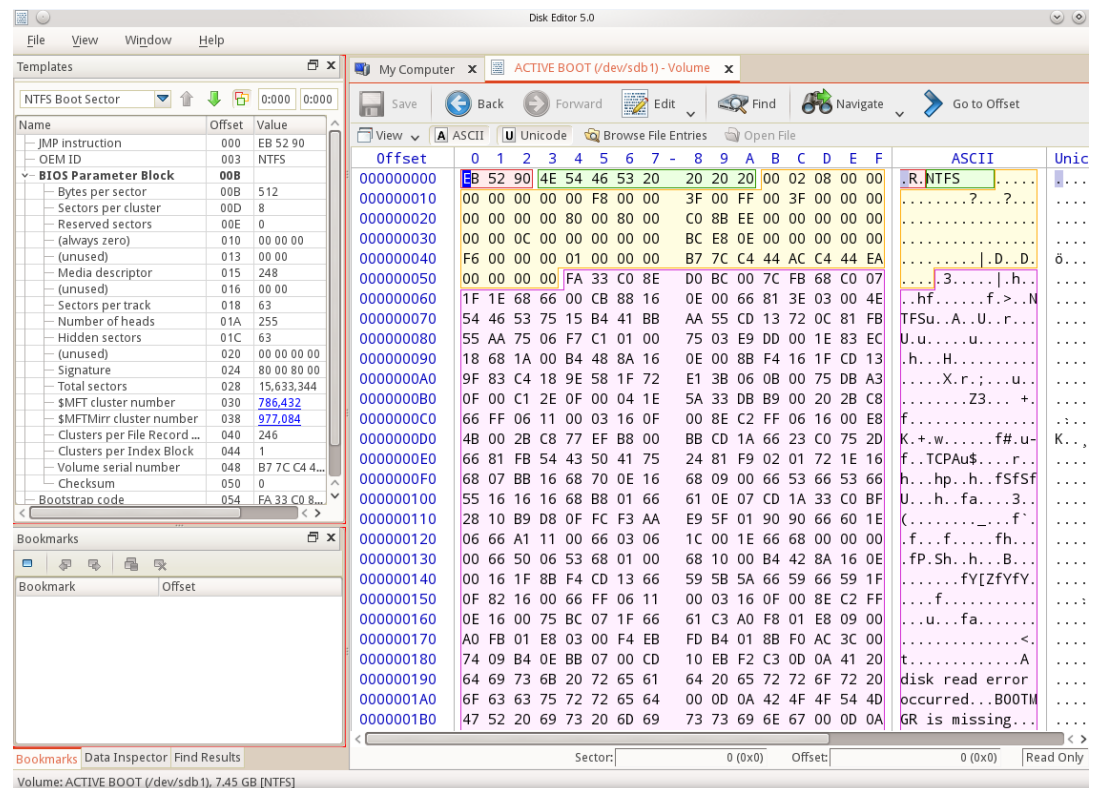 Disk Editor 5.0
File View Window Help
Templates
NTFS Boot Sector 0:000 0:000
Name Offset Value
JMP instruction 000 EB 52 90
OEM ID 003 NTFS
BIOS Parameter Block 00B
Bytes per sector 00B 512
Sectors per cluster 00D 8
Reserved sectors 00E 0
(always zero) 010 00 00 00
(unused) 013 00 00
Media descriptor 015 248
(unused) 016 00 00
Sectors per track 018 63
Number of heads 01A 255
Hidden sectors 01C 63
(unused) 020 00 00 00 00
Signature 024 80 00 80 00
Total sectors 028 15,633,344
$MFT cluster number 030 786,432
$MFTMirr cluster number 038 977,084
Clusters per File Record ... 040 246
Clusters per Index Block 044 1
Volume serial number 048 B7 7C C4 4...
Checksum 050 0
Bootstrap code 054 FA 33 C0 8...
Bookmarks
Bookmark Offset
Bookmarks Data Inspector Find Results
My Computer x ACTIVE BOOT (/dev/sdb1) - Volume x
Save Back Forward Edit Find Navigate Go to Offset
View A ASCII U Unicode Browse File Entries Open File
Offset 0 1 2 3 4 5 6 7 - 8 9 A B C D E F ASCII Unic
000000000 EB 52 90 4E 54 46 53 20 20 20 20 00 02 08 00 00 .R.NTFS .....
000000010 00 00 00 00 00 F8 00 00 3F 00 FF 00 3F 00 00 00 ........?...?...
000000020 00 00 00 00 80 00 80 00 C0 8B EE 00 00 00 00 00 ................
000000030 00 00 0C 00 00 00 00 00 BC E8 0E 00 00 00 00 00 ................
000000040 F6 00 00 00 01 00 00 00 B7 7C C4 44 AC C4 44 EA .........|.D..D. ö...
000000050 00 00 00 00 FA 33 C0 8E D0 BC 00 7C FB 68 C0 07 .....3.....|.h..
000000060 1F 1E 68 66 00 CB 88 16 0E 00 66 81 3E 03 00 4E ..hf......f.>..N
000000070 54 46 53 75 15 B4 41 BB AA 55 CD 13 72 0C 81 FB TFSu..A..U..r...
000000080 55 AA 75 06 F7 C1 01 00 75 03 E9 DD 00 1E 83 EC U.u.....u.......
000000090 18 68 1A 00 B4 48 8A 16 0E 00 8B F4 16 1F CD 13 .h...H..........
0000000A0 9F 83 C4 18 9E 58 1F 72 E1 3B 06 0B 00 75 DB A3 .....X.r.;...u..
0000000B0 0F 00 C1 2E 0F 00 04 1E 5A 33 DB B9 00 20 2B C8 ........Z3... +.
0000000C0 66 FF 06 11 00 03 16 0F 00 8E C2 FF 06 16 00 E8 f...............
0000000D0 4B 00 2B C8 77 EF B8 00 BB CD 1A 66 23 C0 75 2D K.+.w......f#.u-
0000000E0 66 81 FB 54 43 50 41 75 24 81 F9 02 01 72 1E 16 f..TCPAu$....r..
0000000F0 68 07 BB 16 68 70 0E 16 68 09 00 66 53 66 53 66 h...hp..h..fSfSf
000000100 55 16 16 16 68 B8 01 66 61 0E 07 CD 1A 33 C0 BF U...h..fa....3..
000000110 28 10 B9 D8 0F FC F3 AA E9 5F 01 90 90 66 60 1E (........_...f`.
000000120 06 66 A1 11 00 66 03 06 1C 00 1E 66 68 00 00 00 .f...f.....fh...
000000130 00 66 50 06 53 68 01 00 68 10 00 B4 42 8A 16 0E .fP.Sh..h...B...
000000140 00 16 1F 8B F4 CD 13 66 59 5B 5A 66 59 66 59 1F .......fY[ZfYfY.
000000150 0F 82 16 00 66 FF 06 11 00 03 16 0F 00 8E C2 FF ....f...........
000000160 0E 16 00 75 BC 07 1F 66 61 C3 A0 F8 01 E8 09 00 ...u...fa.......
000000170 A0 FB 01 E8 03 00 F4 EB FD B4 01 8B F0 AC 3C 00 ..............<.
000000180 74 09 B4 0E BB 07 00 CD 10 EB F2 C3 0D 0A 41 20 t.............A
000000190 64 69 73 6B 20 72 65 61 64 20 65 72 72 6F 72 20 disk read error
0000001A0 6F 63 63 75 72 72 65 64 00 0D 0A 42 4F 4F 54 4D occurred...BOOTM
0000001B0 47 52 20 69 73 20 6D 69 73 73 69 6E 67 00 0D 0A GR is missing...
Sector: 0 (0x0) Offset: 0 (0x0) Read Only
Volume: ACTIVE BOOT (/dev/sdb1), 7.45 GB [NTFS]